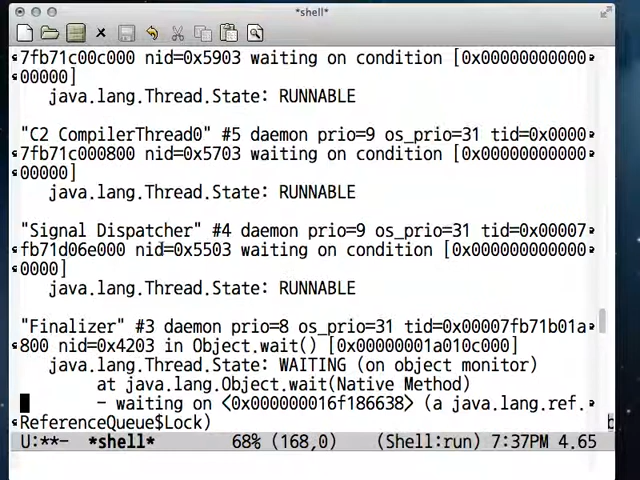 *shell*
7fb71c00c000 nid=0x5903 waiting on condition [0x00000000000
00000]
java.lang.Thread.State: RUNNABLE
"C2 CompilerThread0" #5 daemon prio=9 os_prio=31 tid=0x0000
7fb71c000800 nid=0x5703 waiting on condition [0x00000000000
00000]
java.lang.Thread.State: RUNNABLE
"Signal Dispatcher" #4 daemon prio=9 os_prio=31 tid=0x00007
fb71d06e000 nid=0x5503 waiting on condition [0x000000000000
0000]
java.lang.Thread.State: RUNNABLE
"Finalizer" #3 daemon prio=8 os_prio=31 tid=0x00007fb71b01a
800 nid=0x4203 in Object.wait() [0x00000001a010c000]
java.lang.Thread.State: WAITING (on object monitor)
at java.lang.Object.wait(Native Method)
- waiting on <0x000000016f186638> (a java.lang.ref.
ReferenceQueue$Lock)
U:**- *shell* 68% (168,0) (Shell:run) 7:37PM 4.65